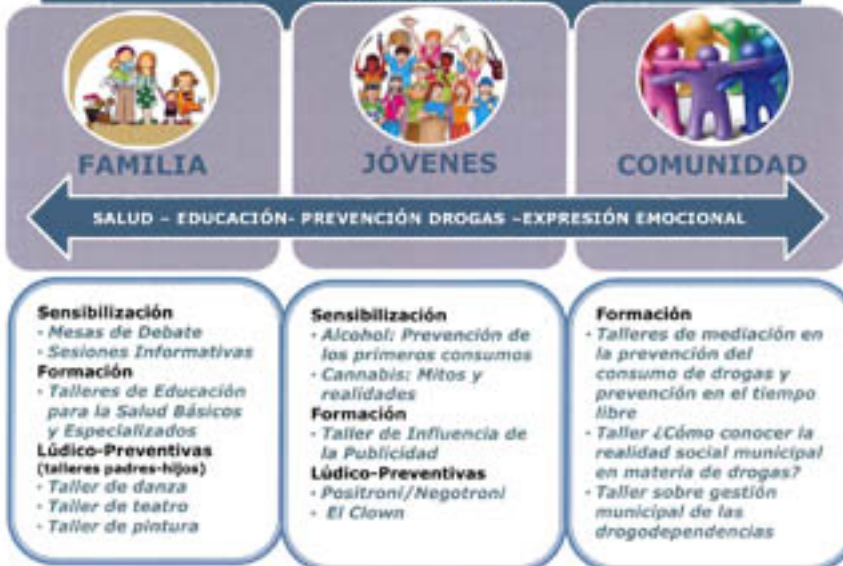 FAMILIA
JÓVENES
COMUNIDAD
SALUD – EDUCACIÓN- PREVENCIÓN DROGAS –EXPRESIÓN EMOCIONAL
Sensibilización
- Mesas de Debate
- Sesiones Informativas
Formación
- Talleres de Educación
para la Salud Básicos
y Especializados
Lúdico-Preventivas
(talleres padres-hijos)
- Taller de danza
- Taller de teatro
- Taller de pintura
Sensibilización
- Alcohol: Prevención de
los primeros consumos
- Cannabis: Mitos y
realidades
Formación
- Taller de Influencia de
la Publicidad
Lúdico-Preventivas
- Positroni/Negotroni
- El Clown
Formación
- Talleres de mediación en
la prevención del
consumo de drogas y
prevención en el tiempo
libre
- Taller ¿Cómo conocer la
realidad social municipal
en materia de drogas?
- Taller sobre gestión
municipal de las
drogodependencias